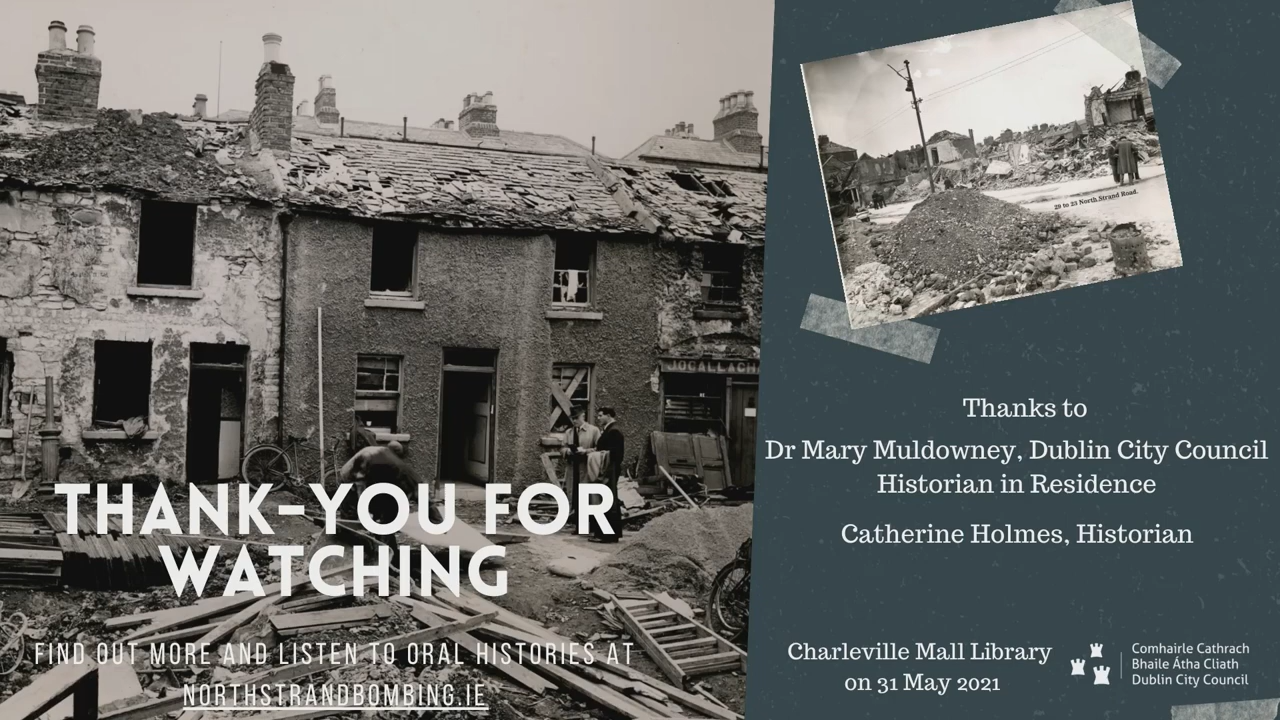 JOGALLACH
THANK-YOU FOR
WATCHING
FIND OUT MORE AND LISTEN TO ORAL HISTORIES AT
NORTHSTRANDBOMBING.IE
29 to 25 North Strand Road.
Thanks to
Dr Mary Muldowney, Dublin City Council
Historian in Residence
Catherine Holmes, Historian
Charleville Mall Library
on 31 May 2021
Comhairle Cathrach
Bhaile Átha Cliath
Dublin City Council